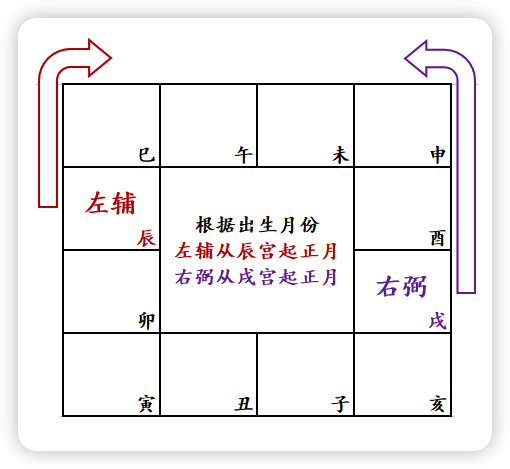 巳
午
未
申
左辅
辰
酉
根据出生月份
左辅从辰宫起正月
右弼从戌宫起正月
卯
右弼
戌
寅
丑
子
亥